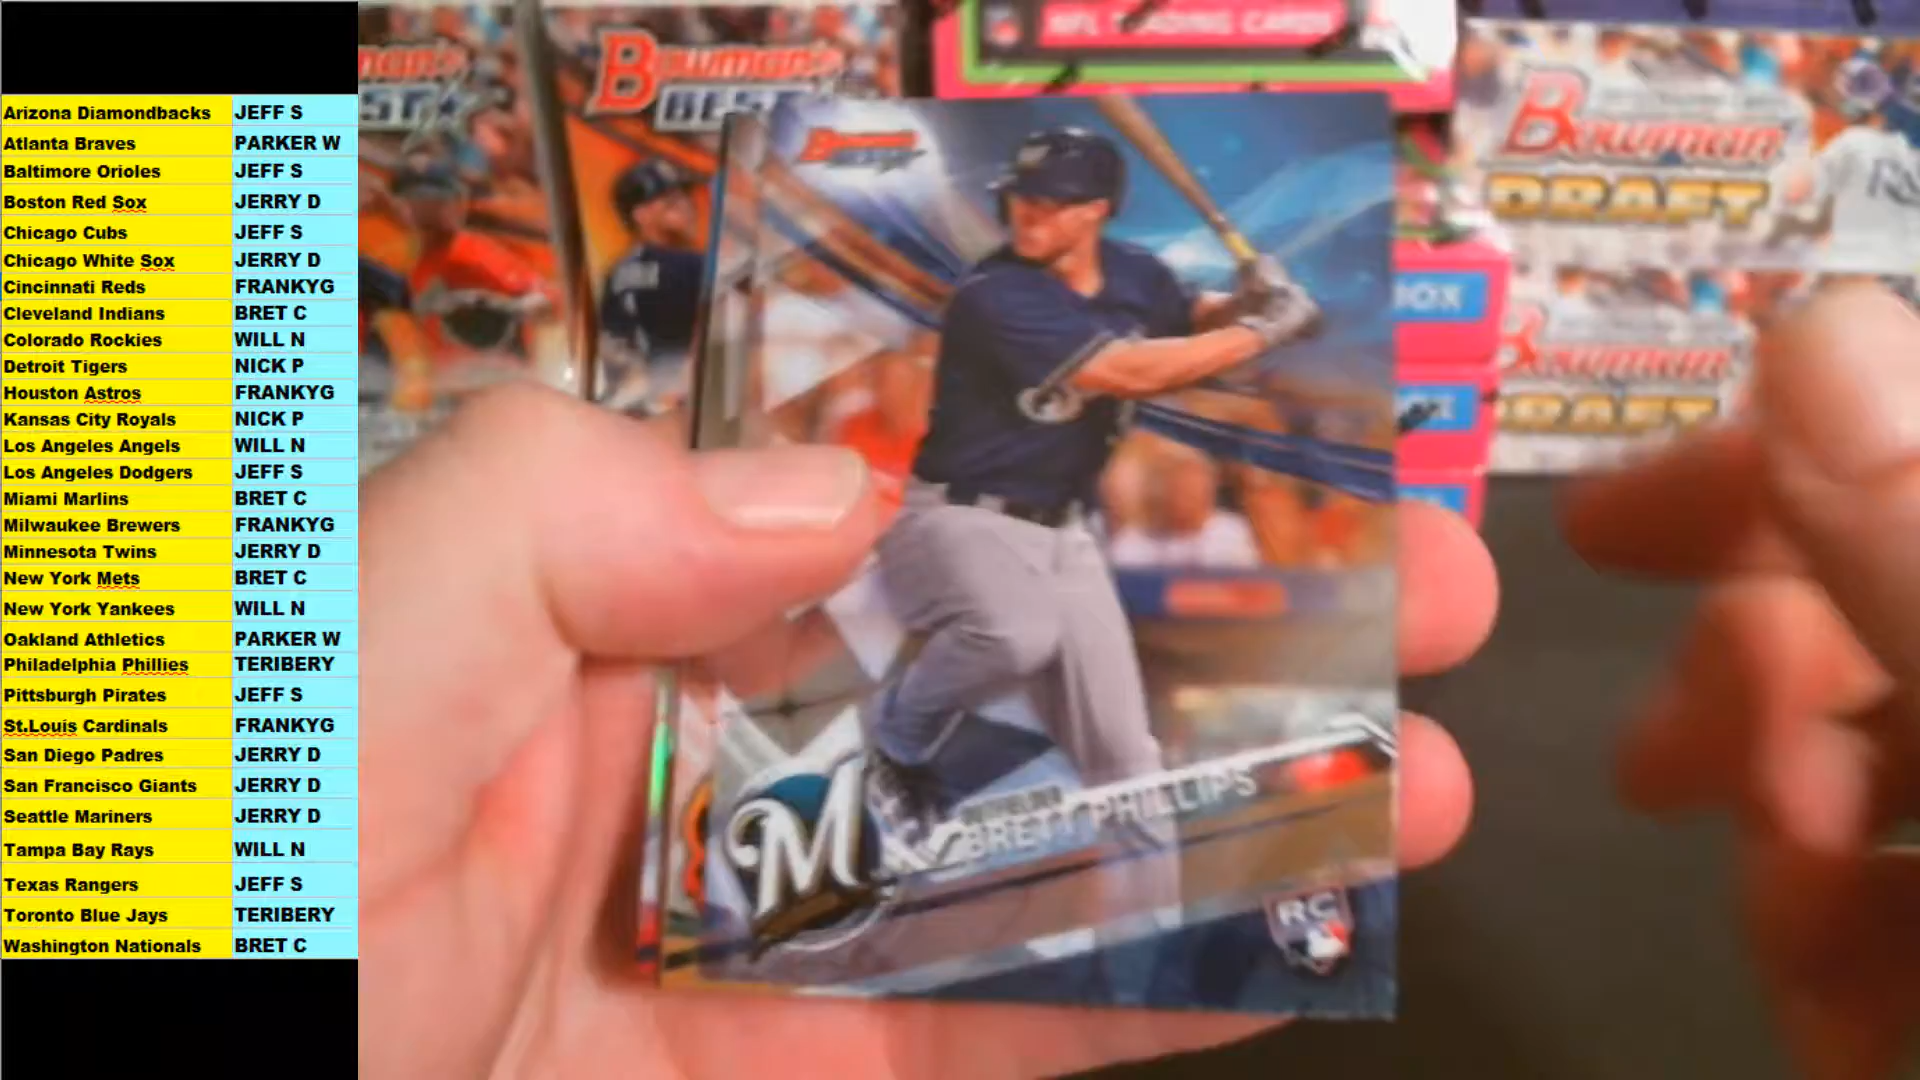 Arizona Diamondbacks JEFF S
Atlanta Braves PARKER W
Baltimore Orioles JEFF S
Boston Red Sox JERRY D
Chicago Cubs JEFF S
Chicago White Sox JERRY D
Cincinnati Reds FRANKYG
Cleveland Indians BRET C
Colorado Rockies WILL N
Detroit Tigers NICK P
Houston Astros FRANKYG
Kansas City Royals NICK P
Los Angeles Angels WILL N
Los Angeles Dodgers JEFF S
Miami Marlins BRET C
Milwaukee Brewers FRANKYG
Minnesota Twins JERRY D
New York Mets BRET C
New York Yankees WILL N
Oakland Athletics PARKER W
Philadelphia Phillies TERIBERY
Pittsburgh Pirates JEFF S
St.Louis Cardinals FRANKYG
San Diego Padres JERRY D
San Francisco Giants JERRY D
Seattle Mariners JERRY D
Tampa Bay Rays WILL N
Texas Rangers JEFF S
Toronto Blue Jays TERIBERY
Washington Nationals BRET C
NFL TRADING CARDS
Bowman's
BEST
Bowman
DRAFT
BOX
Bowman
DRAFT
M
BRETT PHILLIPS
RC